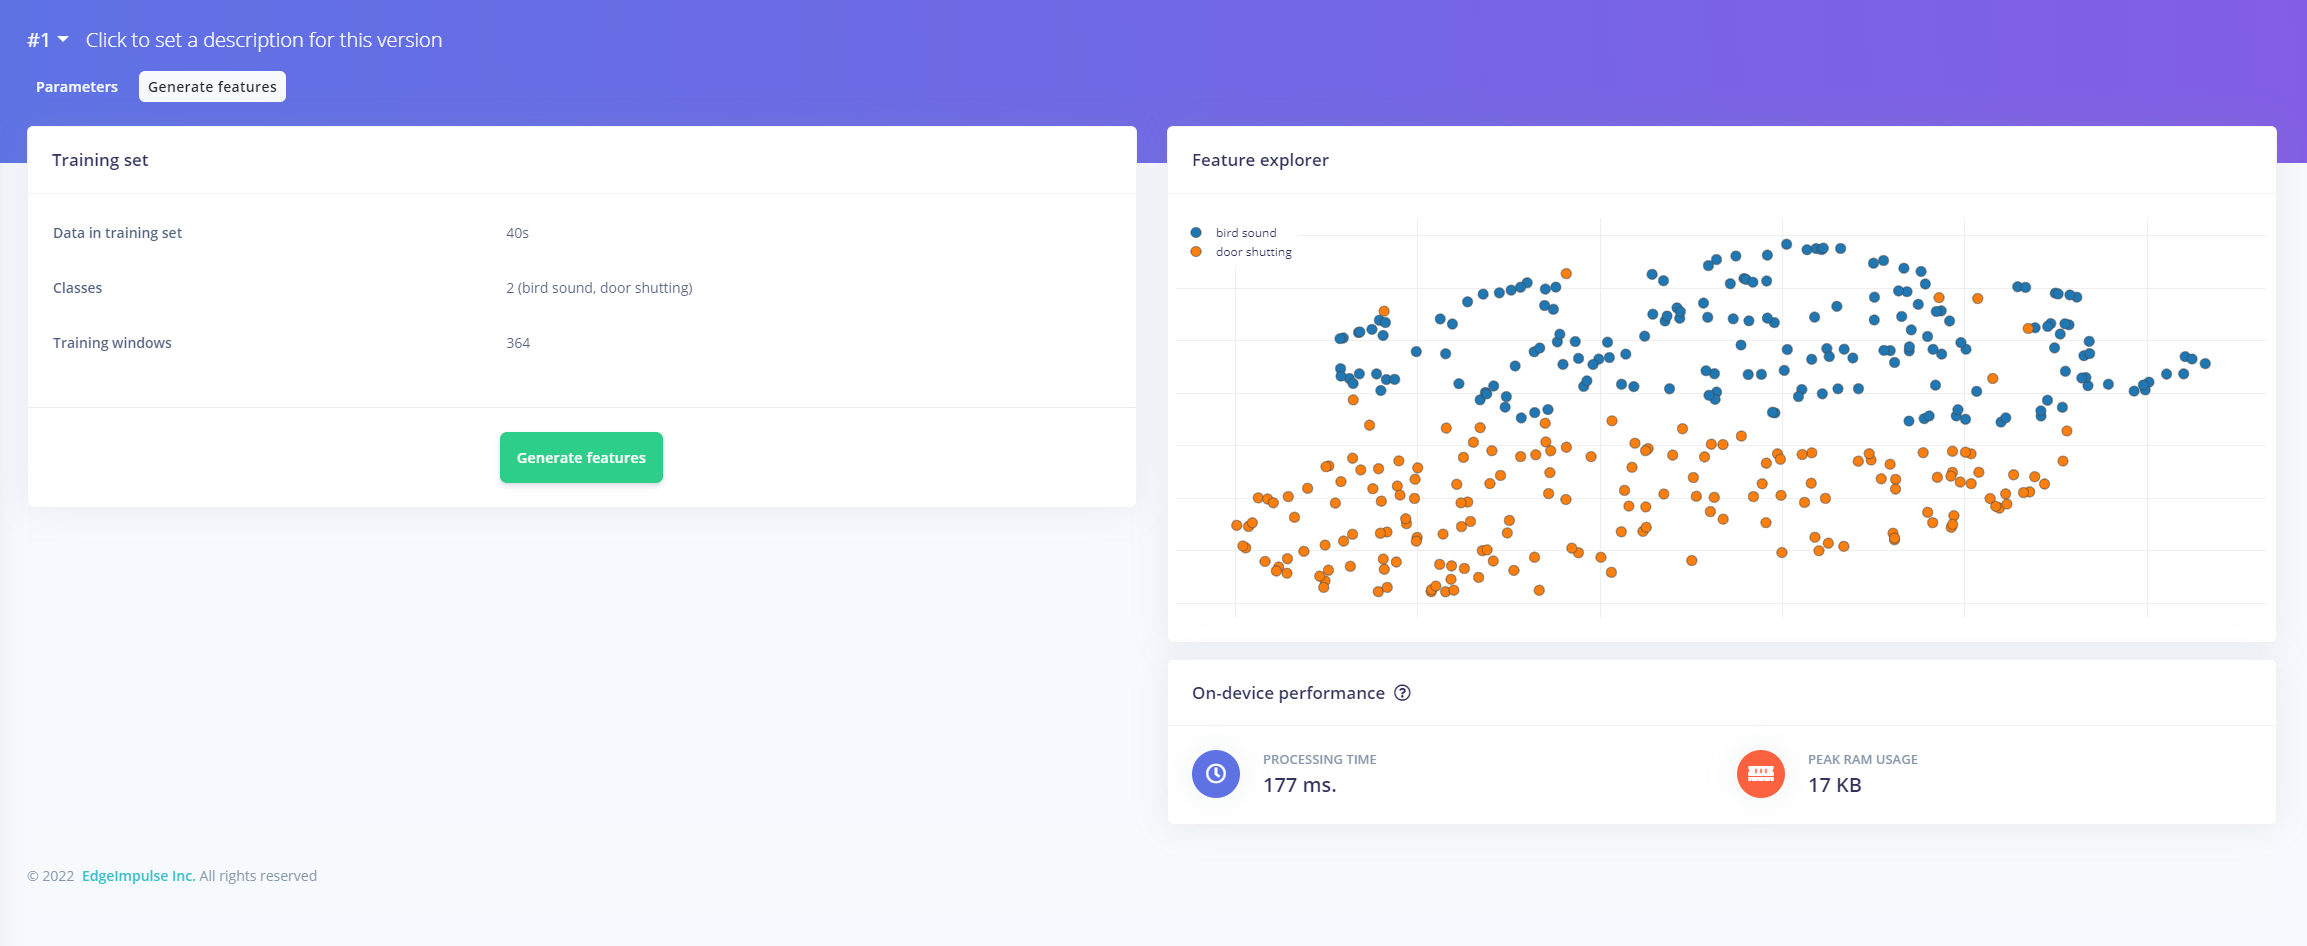 #1 Click to set a description for this version
Parameters Generate features
Training set
Data in training set 40s
Classes 2 (bird sound, door shutting)
Training windows 364
Generate features
Feature explorer
bird sound
door shutting
On-device performance ?
PROCESSING TIME
177 ms.
PEAK RAM USAGE
17 KB
© 2022 EdgeImpulse Inc. All rights reserved